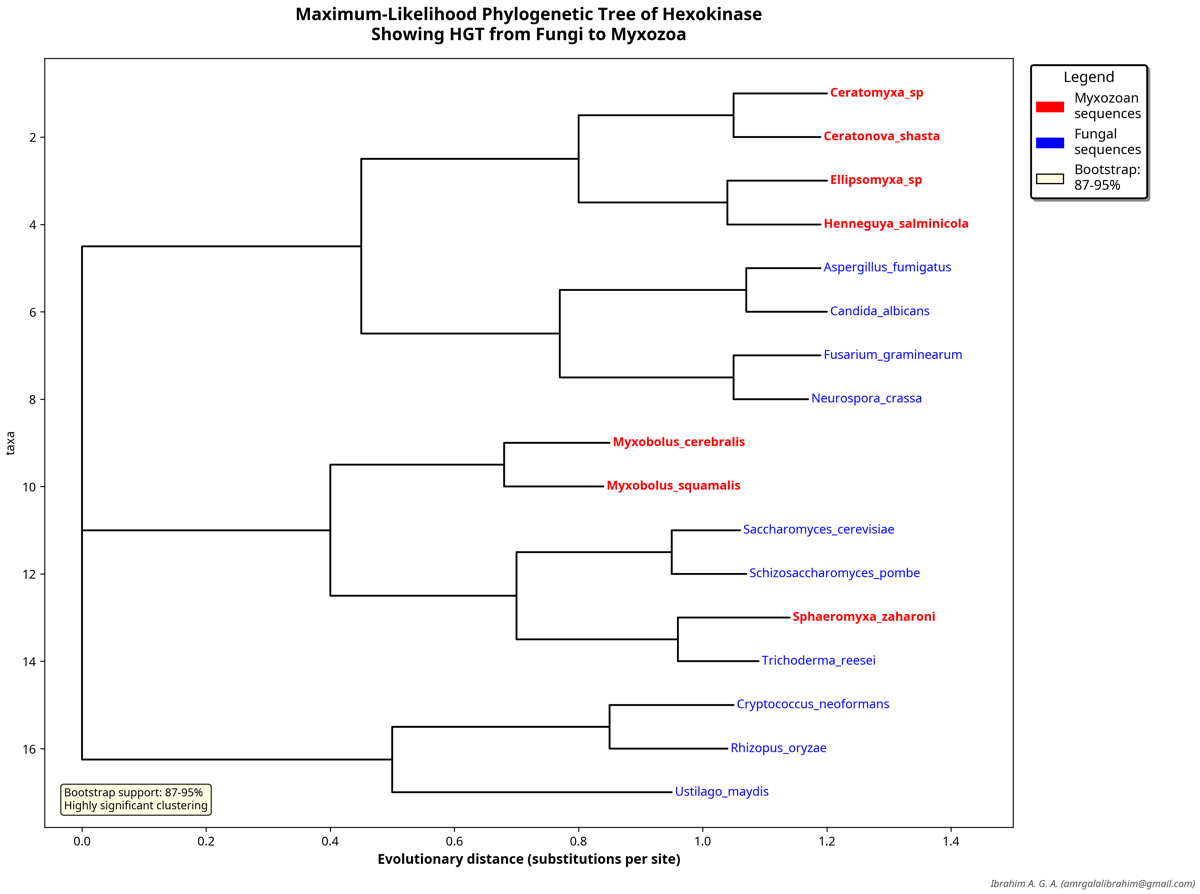 Maximum-Likelihood Phylogenetic Tree of Hexokinase
Showing HGT from Fungi to Myxozoa
Legend
Myxozoan
sequences
Fungal
sequences
Bootstrap:
87-95%
Ceratomyxa_sp
2
Ceratonova_shasta
Ellipsomyxa_sp
4
Henneguya_salminicola
Aspergillus_fumigatus
6
Candida_albicans
Fusarium_graminearum
8
Neurospora_crassa
taxa
Myxobolus_cerebralis
10
Myxobolus_squamalis
Saccharomyces_cerevisiae
12
Schizosaccharomyces_pombe
Sphaeromyxa_zaharoni
14
Trichoderma_reesei
Cryptococcus_neoformans
16
Rhizopus_oryzae
Ustilago_maydis
Bootstrap support: 87-95%
Highly significant clustering
0.0 0.2 0.4 0.6 0.8 1.0 1.2 1.4
Evolutionary distance (substitutions per site)
Ibrahim A. G. A. (amrgalalibrahim@gmail.com)